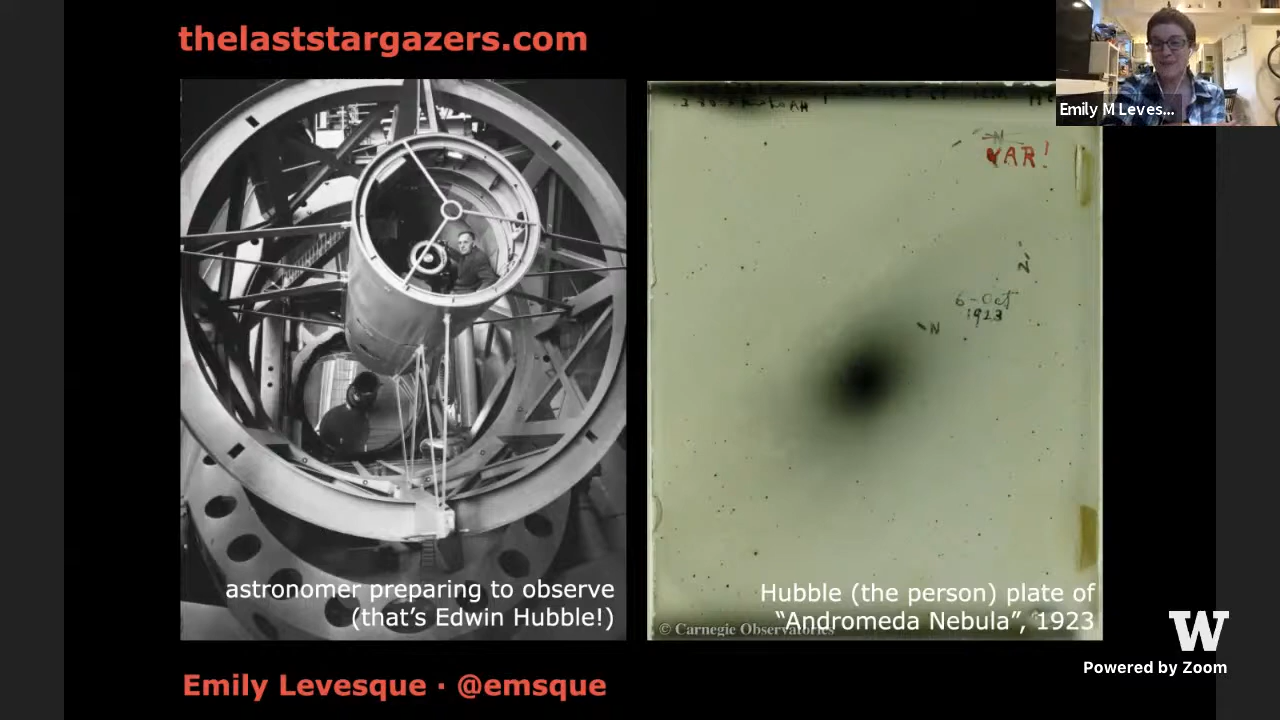 thelaststargazers.com
Emily M Leves...
VAR!
N
6-Oct
1923
N
astronomer preparing to observe
(that's Edwin Hubble!)
Hubble (the person) plate of
“Andromeda Nebula”, 1923
© Carnegie Observatories
W
Powered by Zoom
Emily Levesque · @emsque